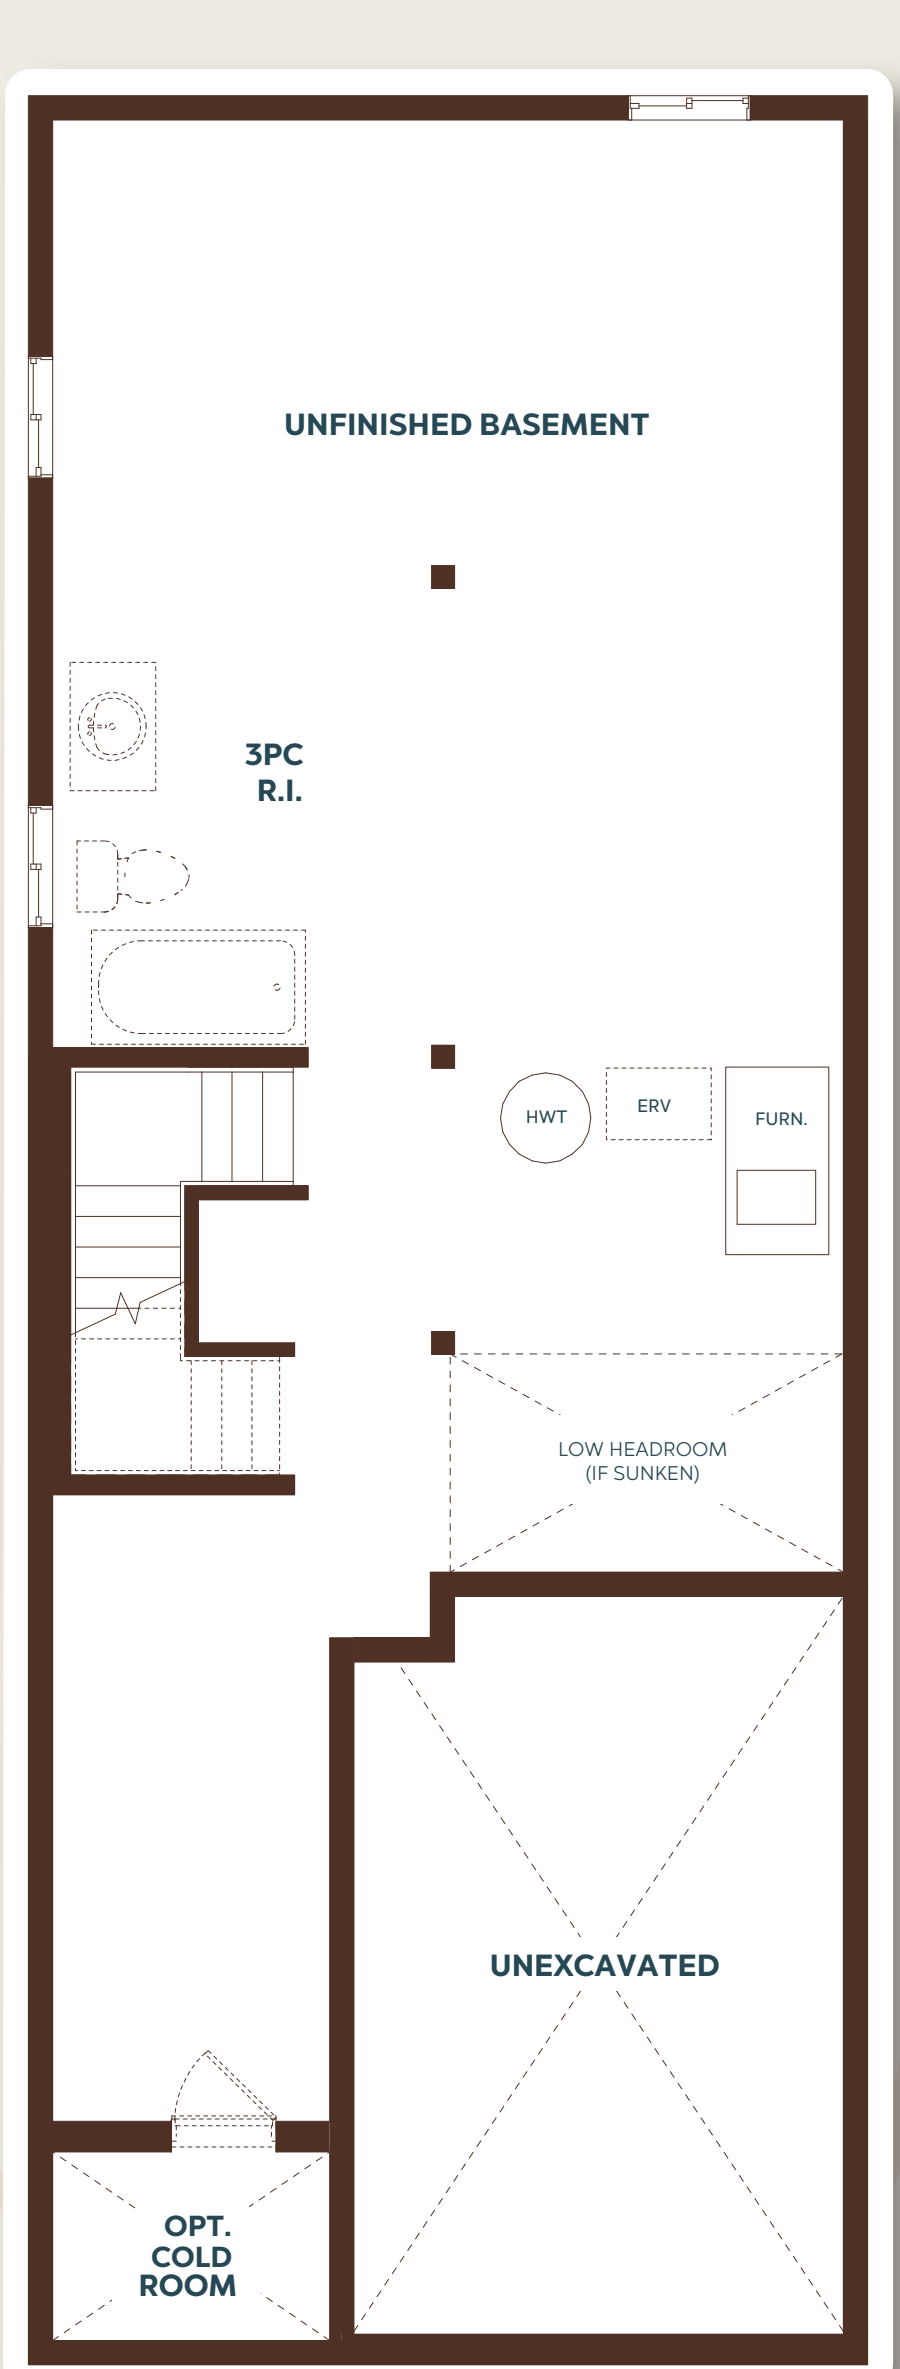 UNFINISHED BASEMENT
3PC
R.I.
HWT
ERV
FURN.
LOW HEADROOM
(IF SUNKEN)
UNEXCAVATED
OPT.
COLD
ROOM